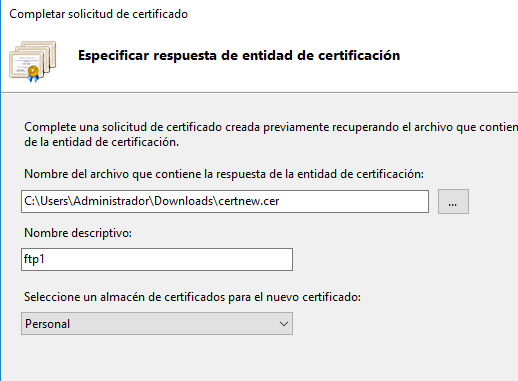 Completar solicitud de certificado
Especificar respuesta de entidad de certificación
Complete una solicitud de certificado creada previamente recuperando el archivo que contien
de la entidad de certificación.
Nombre del archivo que contiene la respuesta de la entidad de certificación:
C:\Users\Administrador\Downloads\certnew.cer
...
Nombre descriptivo:
ftp1
Seleccione un almacén de certificados para el nuevo certificado:
Personal